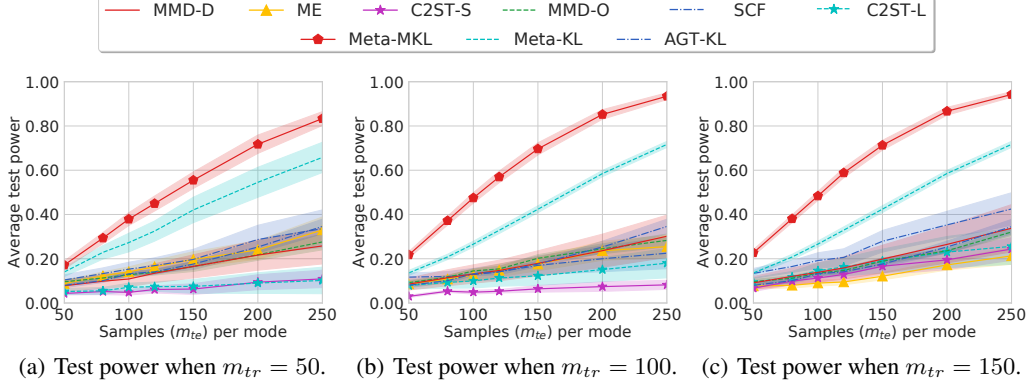 MMD-D ME C2ST-S MMD-O SCF C2ST-L
Meta-MKL Meta-KL AGT-KL
Average test power
1.00
0.80
0.60
0.40
0.20
0.00
50 100 150 200 250
Samples (m_te) per mode
(a) Test power when m_tr = 50.
Average test power
1.00
0.80
0.60
0.40
0.20
0.00
50 100 150 200 250
Samples (m_te) per mode
(b) Test power when m_tr = 100.
Average test power
1.00
0.80
0.60
0.40
0.20
0.00
50 100 150 200 250
Samples (m_te) per mode
(c) Test power when m_tr = 150.